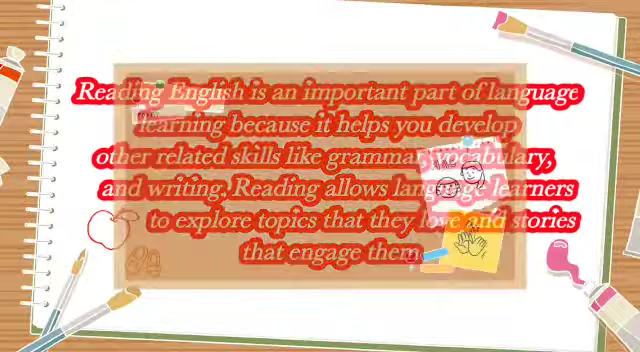 Reading English is an important part of language
learning because it helps you develop
other related skills like grammar, vocabulary,
and writing. Reading allows language learners
to explore topics that they love and stories
that engage them